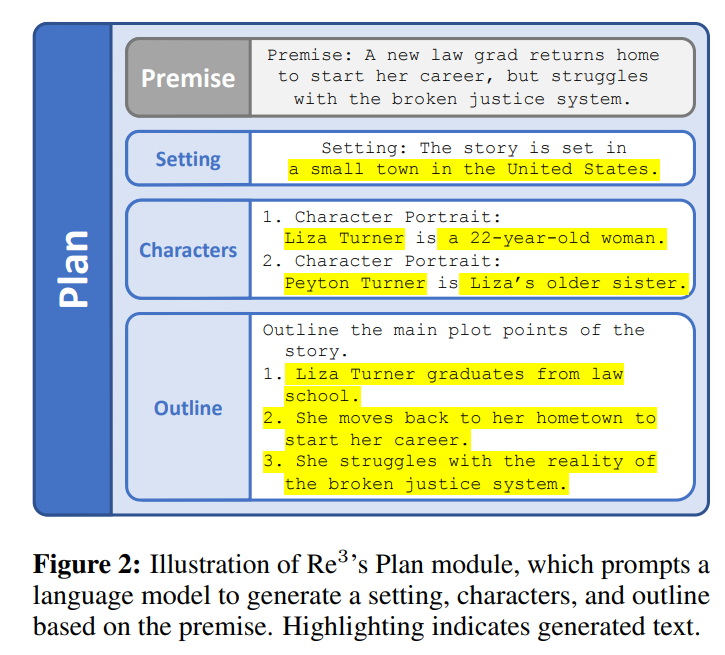 Plan
Premise
Premise: A new law grad returns home
to start her career, but struggles
with the broken justice system.
Setting
Setting: The story is set in
a small town in the United States.
Characters
1. Character Portrait:
Liza Turner is a 22-year-old woman.
2. Character Portrait:
Peyton Turner is Liza's older sister.
Outline
Outline the main plot points of the
story.
1. Liza Turner graduates from law
school.
2. She moves back to her hometown to
start her career.
3. She struggles with the reality of
the broken justice system.
Figure 2: Illustration of Re³'s Plan module, which prompts a
language model to generate a setting, characters, and outline
based on the premise. Highlighting indicates generated text.